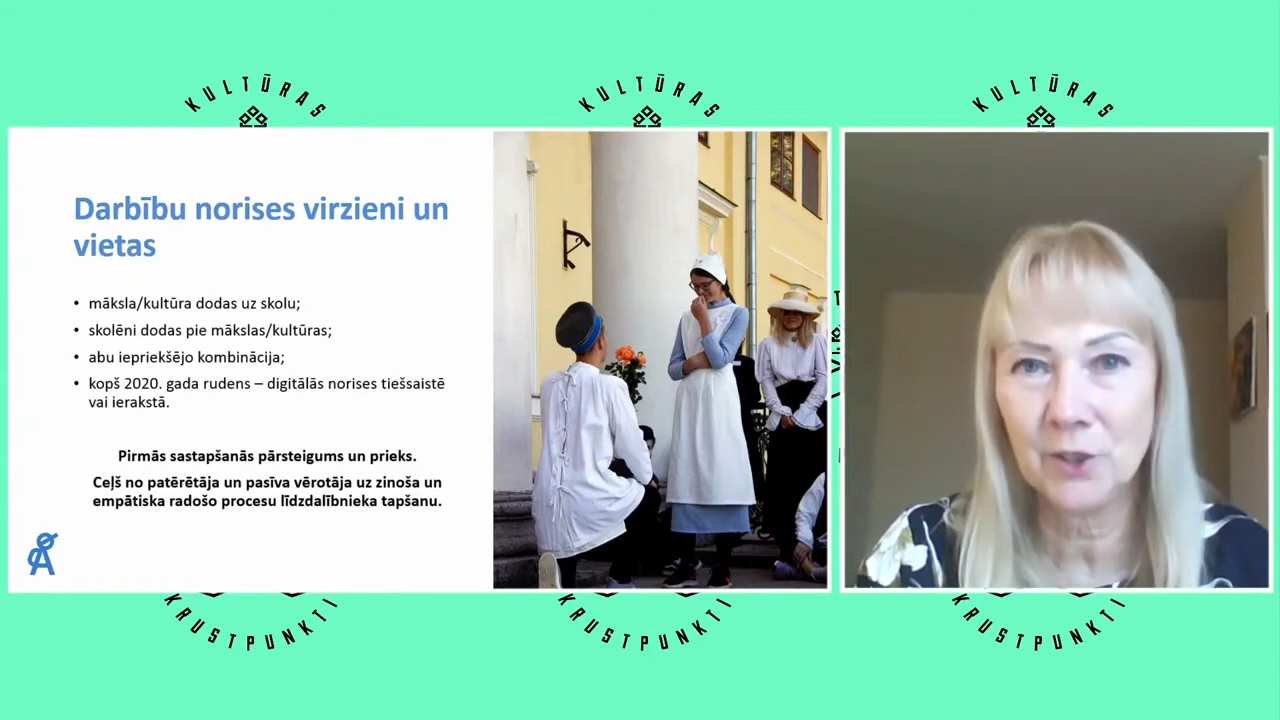 KULTŪRAS
KULTŪRAS
KULTŪRAS
Darbību norises virzieni un
vietas
• māksla/kultūra dodas uz skolu;
• skolēni dodas pie mākslas/kultūras;
• abu iepriekšējo kombinācija;
• kopš 2020. gada rudens – digitālās norises tiešsaistē
vai ierakstā.
Pirmās sastapšanās pārsteigums un prieks.
Ceļš no patērētāja un pasīva vērotāja uz zinoša un
empātiska radošo procesu līdzdalībnieka tapšanu.
KRUSTPUNKTI
KRUSTPUNKTI
KRUSTPUNKTI